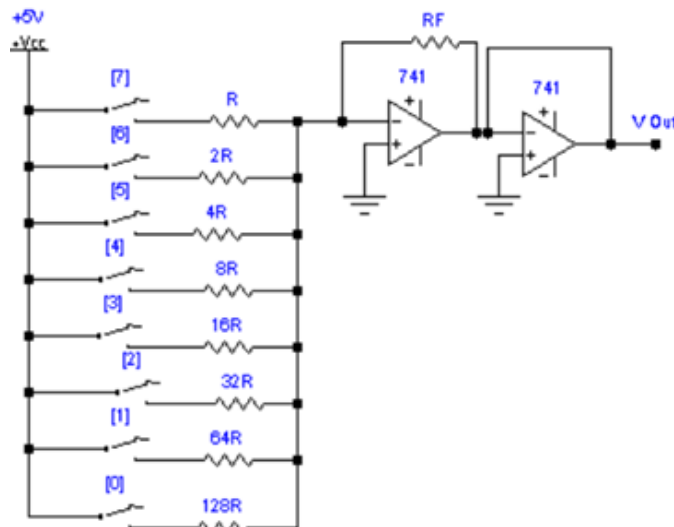 +5V
+Vcc
[7]
R
[6]
2R
[5]
4R
[4]
8R
[3]
16R
[2]
32R
[1]
64R
[0]
128R
RF
741
+
−
+
−
741
+
−
+
−
V Out